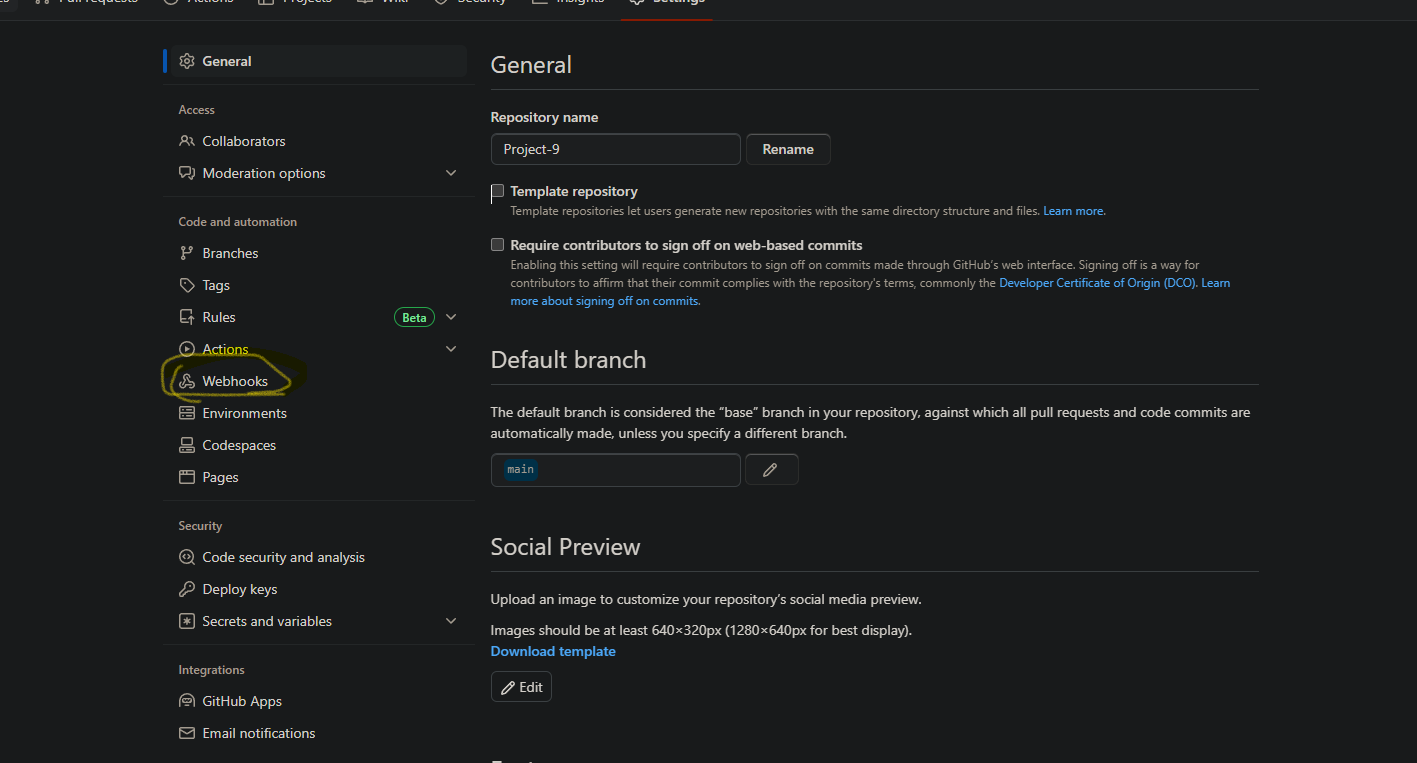 Pull requests
Actions
Projects
Wiki
Security
Insights
Settings
General
Access
Collaborators
Moderation options
Code and automation
Branches
Tags
Rules
Beta
Actions
Webhooks
Environments
Codespaces
Pages
Security
Code security and analysis
Deploy keys
Secrets and variables
Integrations
GitHub Apps
Email notifications
General
Repository name
Project-9
Rename
Template repository
Template repositories let users generate new repositories with the same directory structure and files. Learn more.
Require contributors to sign off on web-based commits
Enabling this setting will require contributors to sign off on commits made through GitHub's web interface. Signing off is a way for
contributors to affirm that their commit complies with the repository's terms, commonly the Developer Certificate of Origin (DCO). Learn
more about signing off on commits.
Default branch
The default branch is considered the “base” branch in your repository, against which all pull requests and code commits are
automatically made, unless you specify a different branch.
main
Social Preview
Upload an image to customize your repository's social media preview.
Images should be at least 640×320px (1280×640px for best display).
Download template
Edit